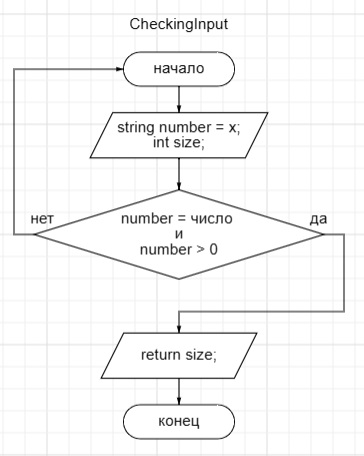 CheckingInput
начало
string number = x;
int size;
нет
number = число
да
и
number > 0
return size;
конец